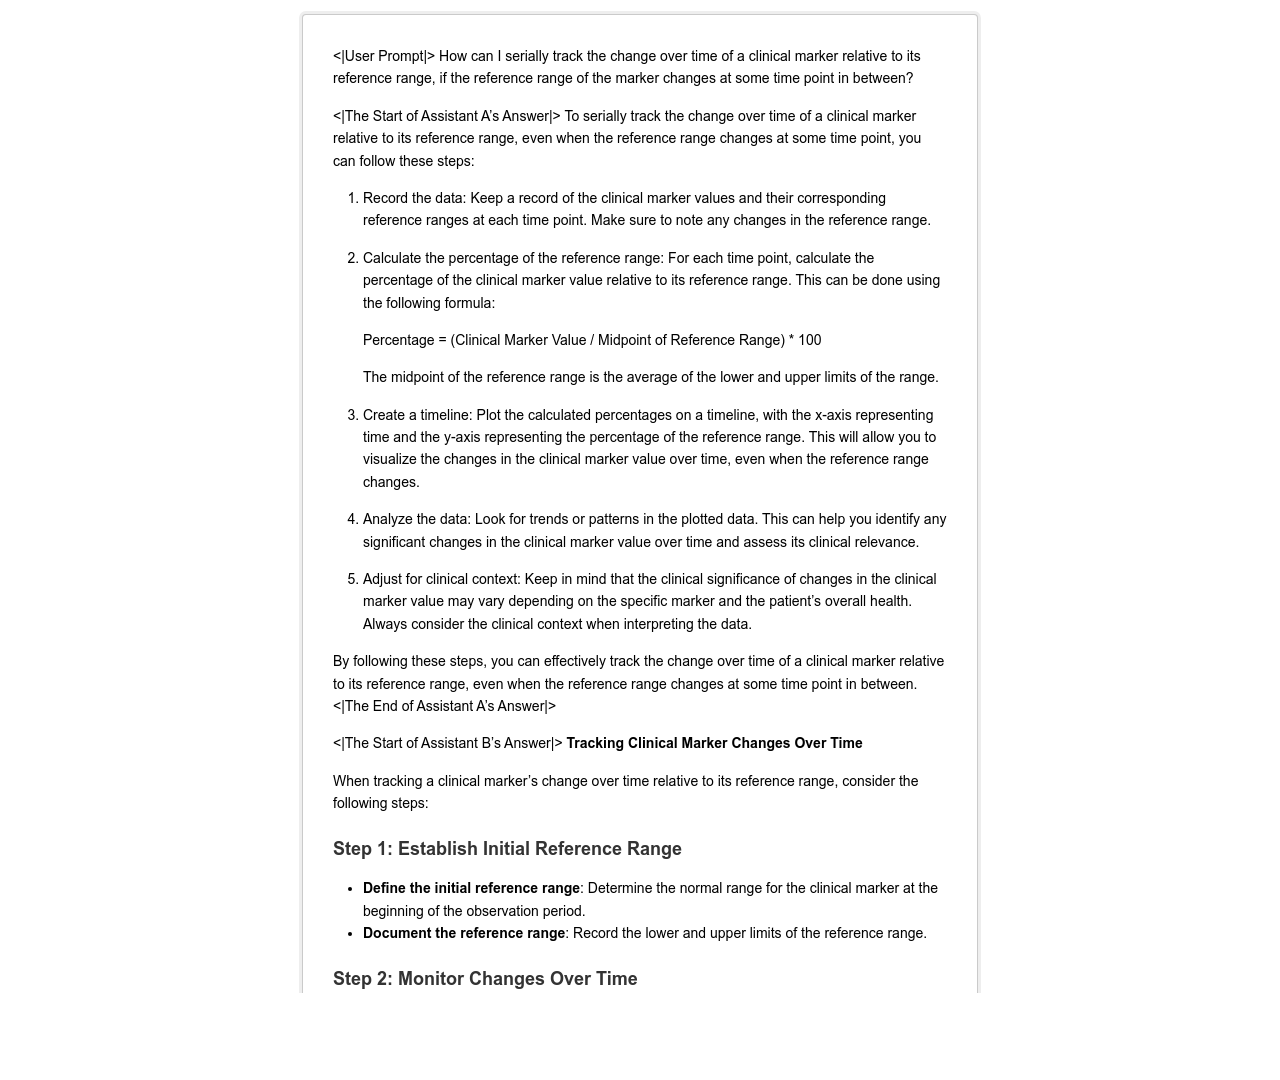 <|User Prompt|> How can I serially track the change over time of a clinical marker relative to its
reference range, if the reference range of the marker changes at some time point in between?
<|The Start of Assistant A’s Answer|> To serially track the change over time of a clinical marker
relative to its reference range, even when the reference range changes at some time point, you
can follow these steps:
1. Record the data: Keep a record of the clinical marker values and their corresponding
reference ranges at each time point. Make sure to note any changes in the reference range.
2. Calculate the percentage of the reference range: For each time point, calculate the
percentage of the clinical marker value relative to its reference range. This can be done using
the following formula:
Percentage = (Clinical Marker Value / Midpoint of Reference Range) * 100
The midpoint of the reference range is the average of the lower and upper limits of the range.
3. Create a timeline: Plot the calculated percentages on a timeline, with the x-axis representing
time and the y-axis representing the percentage of the reference range. This will allow you to
visualize the changes in the clinical marker value over time, even when the reference range
changes.
4. Analyze the data: Look for trends or patterns in the plotted data. This can help you identify any
significant changes in the clinical marker value over time and assess its clinical relevance.
5. Adjust for clinical context: Keep in mind that the clinical significance of changes in the clinical
marker value may vary depending on the specific marker and the patient’s overall health.
Always consider the clinical context when interpreting the data.
By following these steps, you can effectively track the change over time of a clinical marker relative
to its reference range, even when the reference range changes at some time point in between.
<|The End of Assistant A’s Answer|>
<|The Start of Assistant B’s Answer|> Tracking Clinical Marker Changes Over Time
When tracking a clinical marker’s change over time relative to its reference range, consider the
following steps:
Step 1: Establish Initial Reference Range
• Define the initial reference range: Determine the normal range for the clinical marker at the
beginning of the observation period.
• Document the reference range: Record the lower and upper limits of the reference range.
Step 2: Monitor Changes Over Time